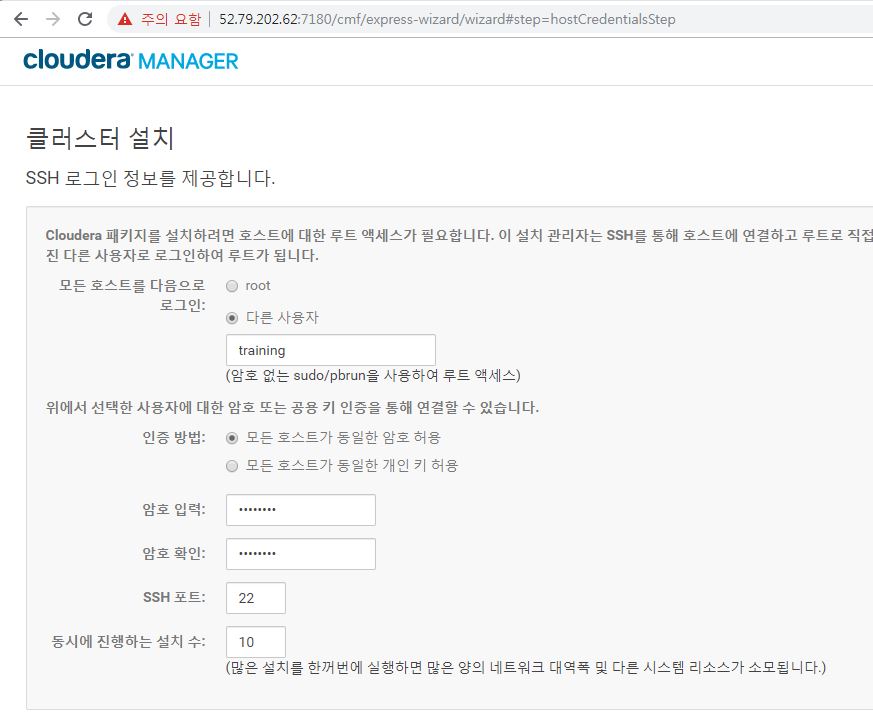 주의 요함 52.79.202.62:7180/cmf/express-wizard/wizard#step=hostCredentialsStep
cloudera MANAGER
클러스터 설치
SSH 로그인 정보를 제공합니다.
Cloudera 패키지를 설치하려면 호스트에 대한 루트 액세스가 필요합니다. 이 설치 관리자는 SSH를 통해 호스트에 연결하고 루트로 직접
진 다른 사용자로 로그인하여 루트가 됩니다.
모든 호스트를 다음으로 root
로그인:
다른 사용자
training
(암호 없는 sudo/pbrun을 사용하여 루트 액세스)
위에서 선택한 사용자에 대한 암호 또는 공용 키 인증을 통해 연결할 수 있습니다.
인증 방법: 모든 호스트가 동일한 암호 허용
모든 호스트가 동일한 개인 키 허용
암호 입력: ••••••••
암호 확인: ••••••••
SSH 포트: 22
동시에 진행하는 설치 수: 10
(많은 설치를 한꺼번에 실행하면 많은 양의 네트워크 대역폭 및 다른 시스템 리소스가 소모됩니다.)